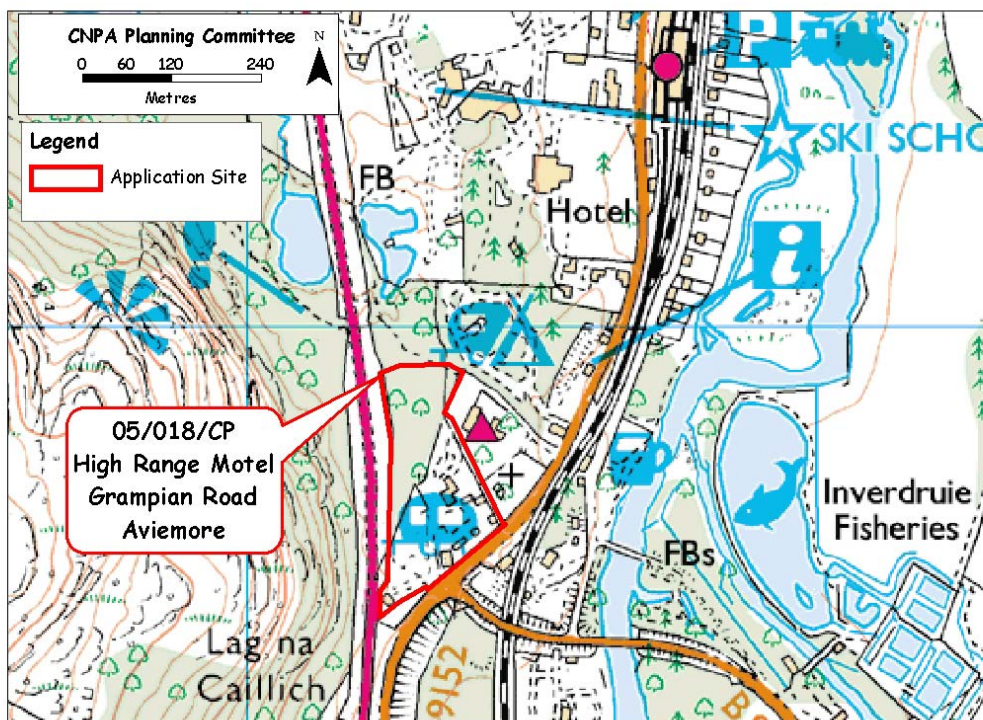 CNPA Planning Committee
N
0 60 120 240
Metres
Legend
Application Site
FB
Hotel
P
SKI SCHO
i
05/018/CP
High Range Motel
Grampian Road
Aviemore
Inverdruie
Fisheries
FBs
Lag na
Caillich
9152
B